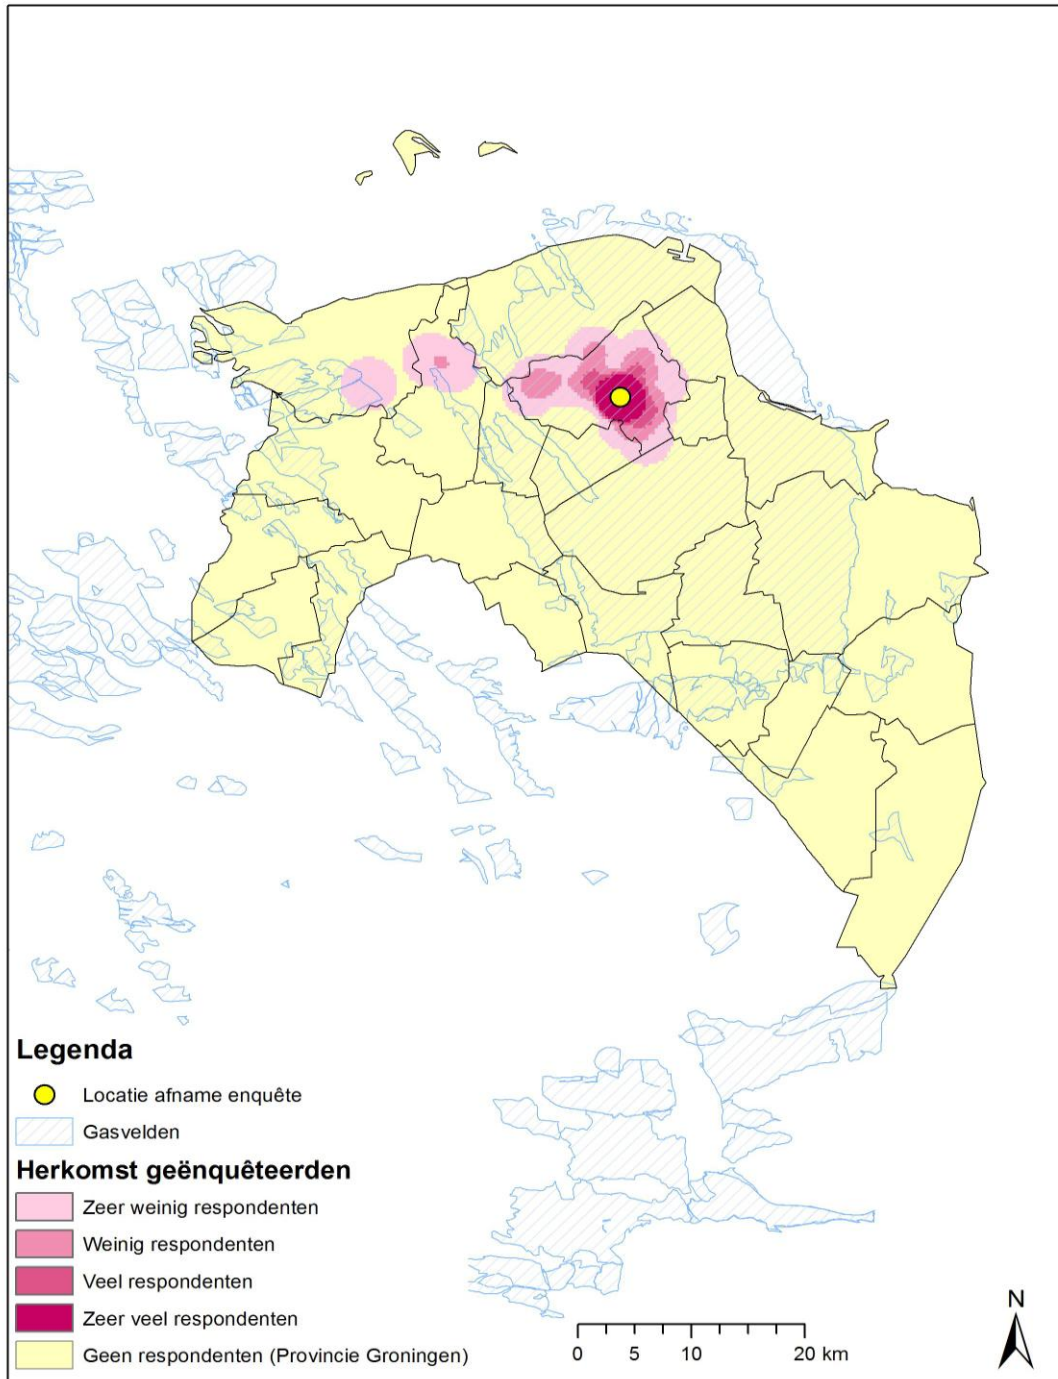 Legenda
Locatie afname enquête
Gasvelden
Herkomst geënquêteerden
Zeer weinig respondenten
Weinig respondenten
Veel respondenten
Zeer veel respondenten
Geen respondenten (Provincie Groningen)
0 5 10 20 km
N